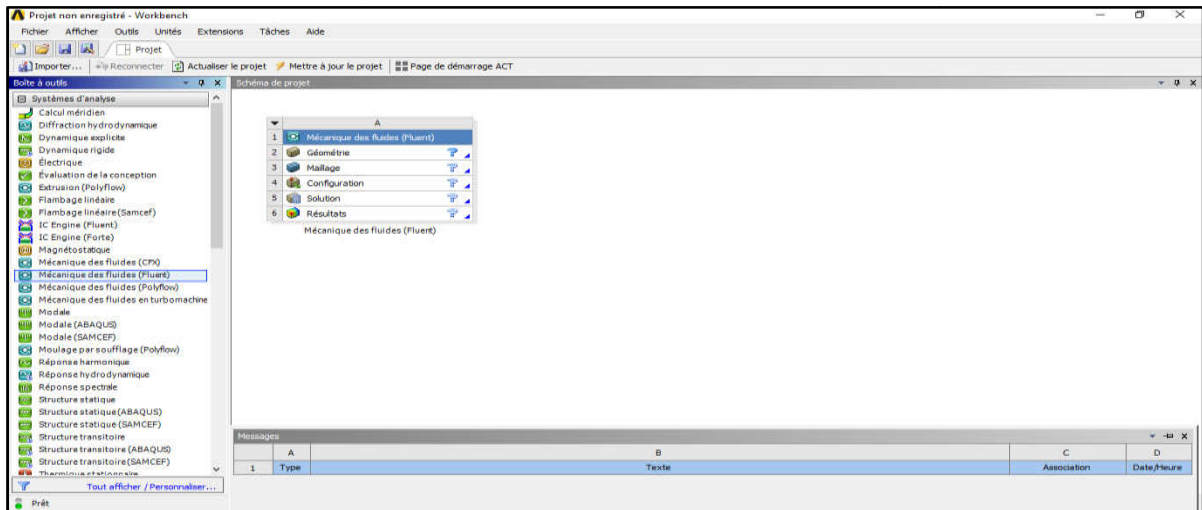 Projet non enregistré - Workbench
Fichier Afficher Outils Unités Extensions Tâches Aide
Projet
Importer... Reconnecter Actualiser le projet Mettre à jour le projet Page de démarrage ACT
Boîte à outils
Systèmes d'analyse
Calcul méridien
Diffraction hydrodynamique
Dynamique explicite
Dynamique rigide
Électrique
Évaluation de la conception
Extrusion (Polyflow)
Flambage linéaire
Flambage linéaire (Samcef)
IC Engine (Fluent)
IC Engine (Forte)
Magnétostatique
Mécanique des fluides (CFX)
Mécanique des fluides (Fluent)
Mécanique des fluides (Polyflow)
Mécanique des fluides en turbomachine
Modale
Modale (ABAQUS)
Modale (SAMCEF)
Moulage par soufflage (Polyflow)
Réponse harmonique
Réponse hydrodynamique
Réponse spectrale
Structure statique
Structure statique (ABAQUS)
Structure statique (SAMCEF)
Structure transitoire
Structure transitoire (ABAQUS)
Structure transitoire (SAMCEF)
Thermique stationnaire
Tout afficher / Personnaliser...
Prêt
Schéma de projet
A
1 Mécanique des fluides (Fluent)
2 Géométrie
3 Maillage
4 Configuration
5 Solution
6 Résultats
Mécanique des fluides (Fluent)
Messages
A B C D
1 Type Texte Association Date/Heure